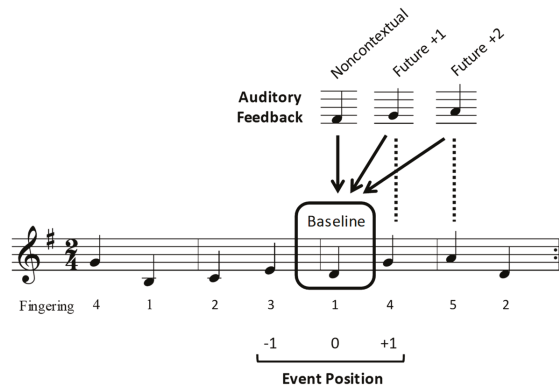 Noncontextual
Future +1
Future +2
Auditory
Feedback
Baseline
2
4
Fingering 4 1 2 3 1 4 5 2
-1 0 +1
Event Position